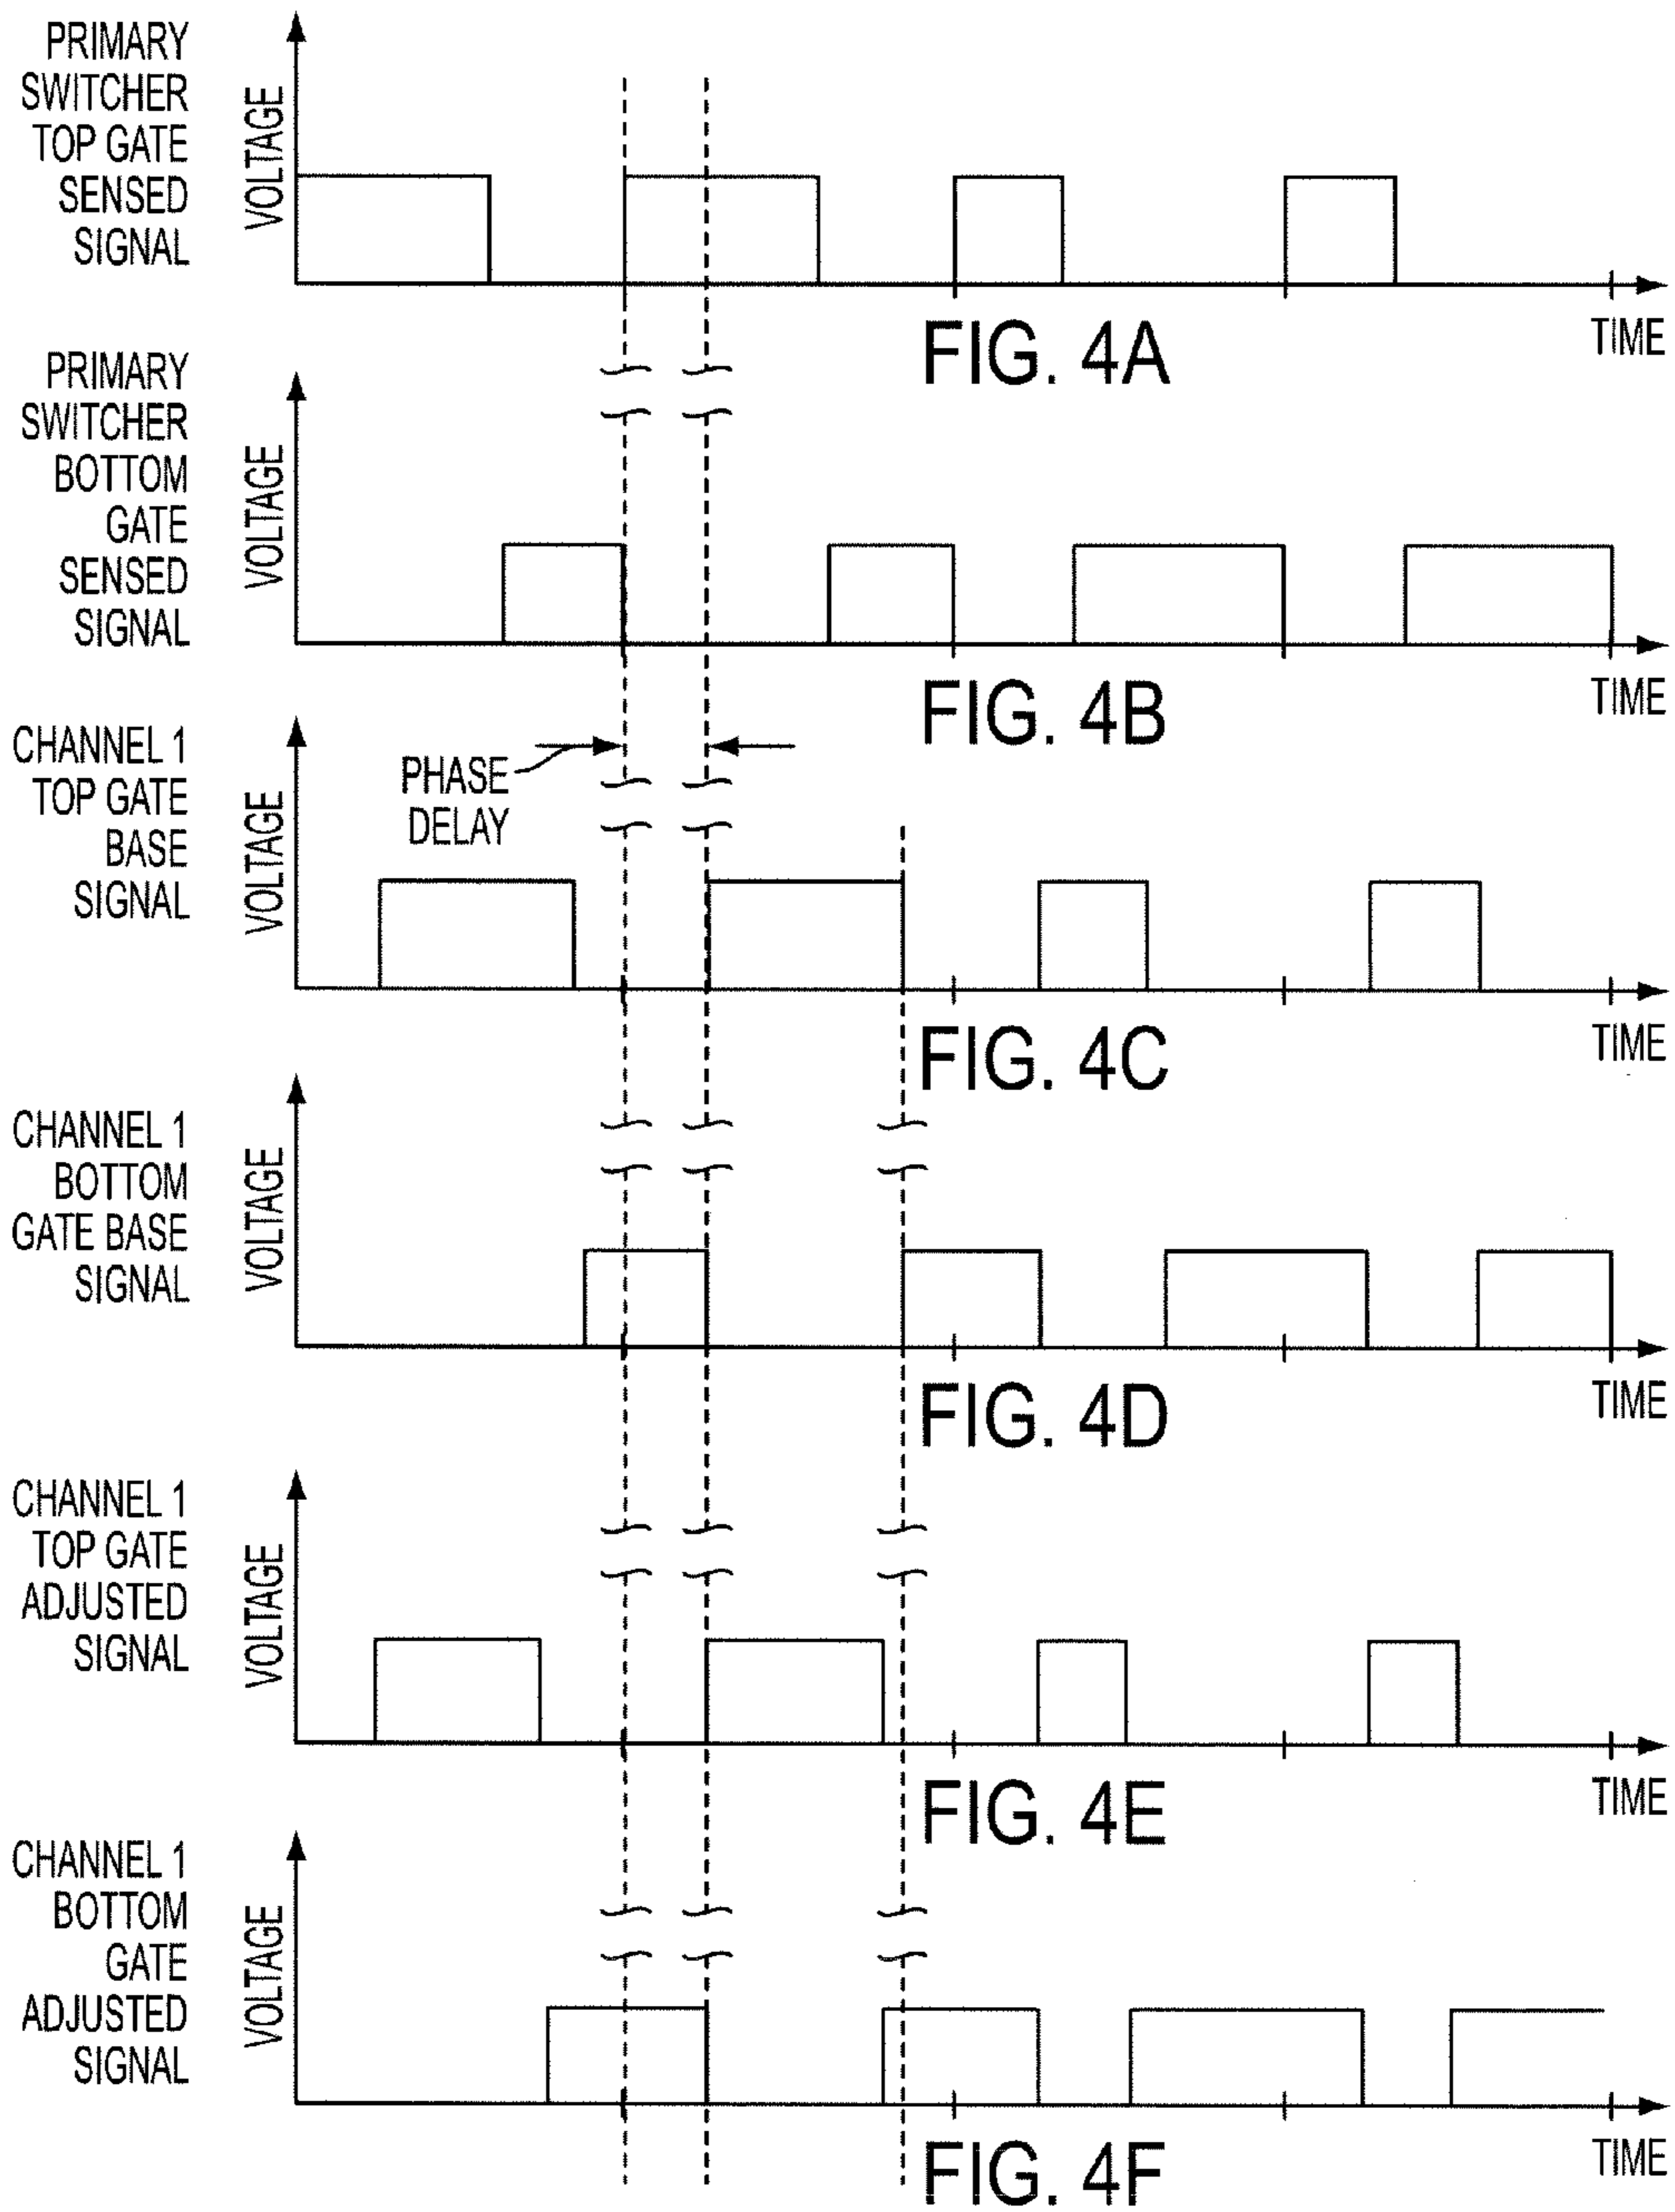 PRIMARY
SWITCHER
TOP GATE
SENSED
SIGNAL
VOLTAGE
TIME
FIG. 4A
PRIMARY
SWITCHER
BOTTOM
GATE
SENSED
SIGNAL
VOLTAGE
TIME
FIG. 4B
CHANNEL 1
TOP GATE
BASE
SIGNAL
VOLTAGE
PHASE
DELAY
TIME
FIG. 4C
CHANNEL 1
BOTTOM
GATE BASE
SIGNAL
VOLTAGE
TIME
FIG. 4D
CHANNEL 1
TOP GATE
ADJUSTED
SIGNAL
VOLTAGE
TIME
FIG. 4E
CHANNEL 1
BOTTOM
GATE
ADJUSTED
SIGNAL
VOLTAGE
TIME
FIG. 4F